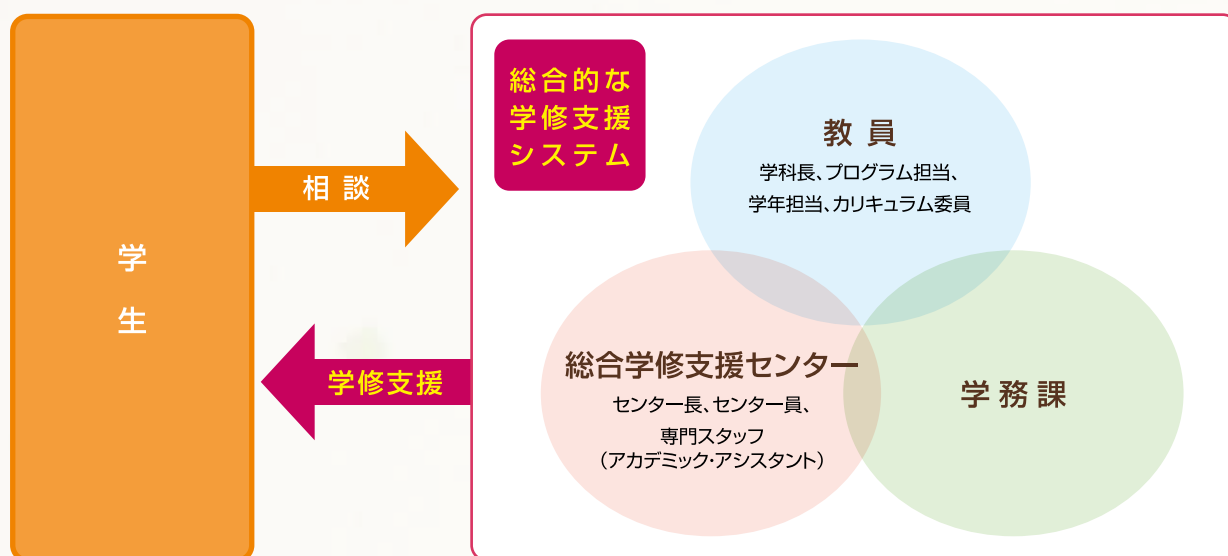 学
生
相談
学修支援
総合的な
学修支援
システム
教員
学科長、プログラム担当、
学年担当、カリキュラム委員
総合学修支援センター
センター長、センター員、
専門スタッフ
（アカデミック・アシスタント）
学務課